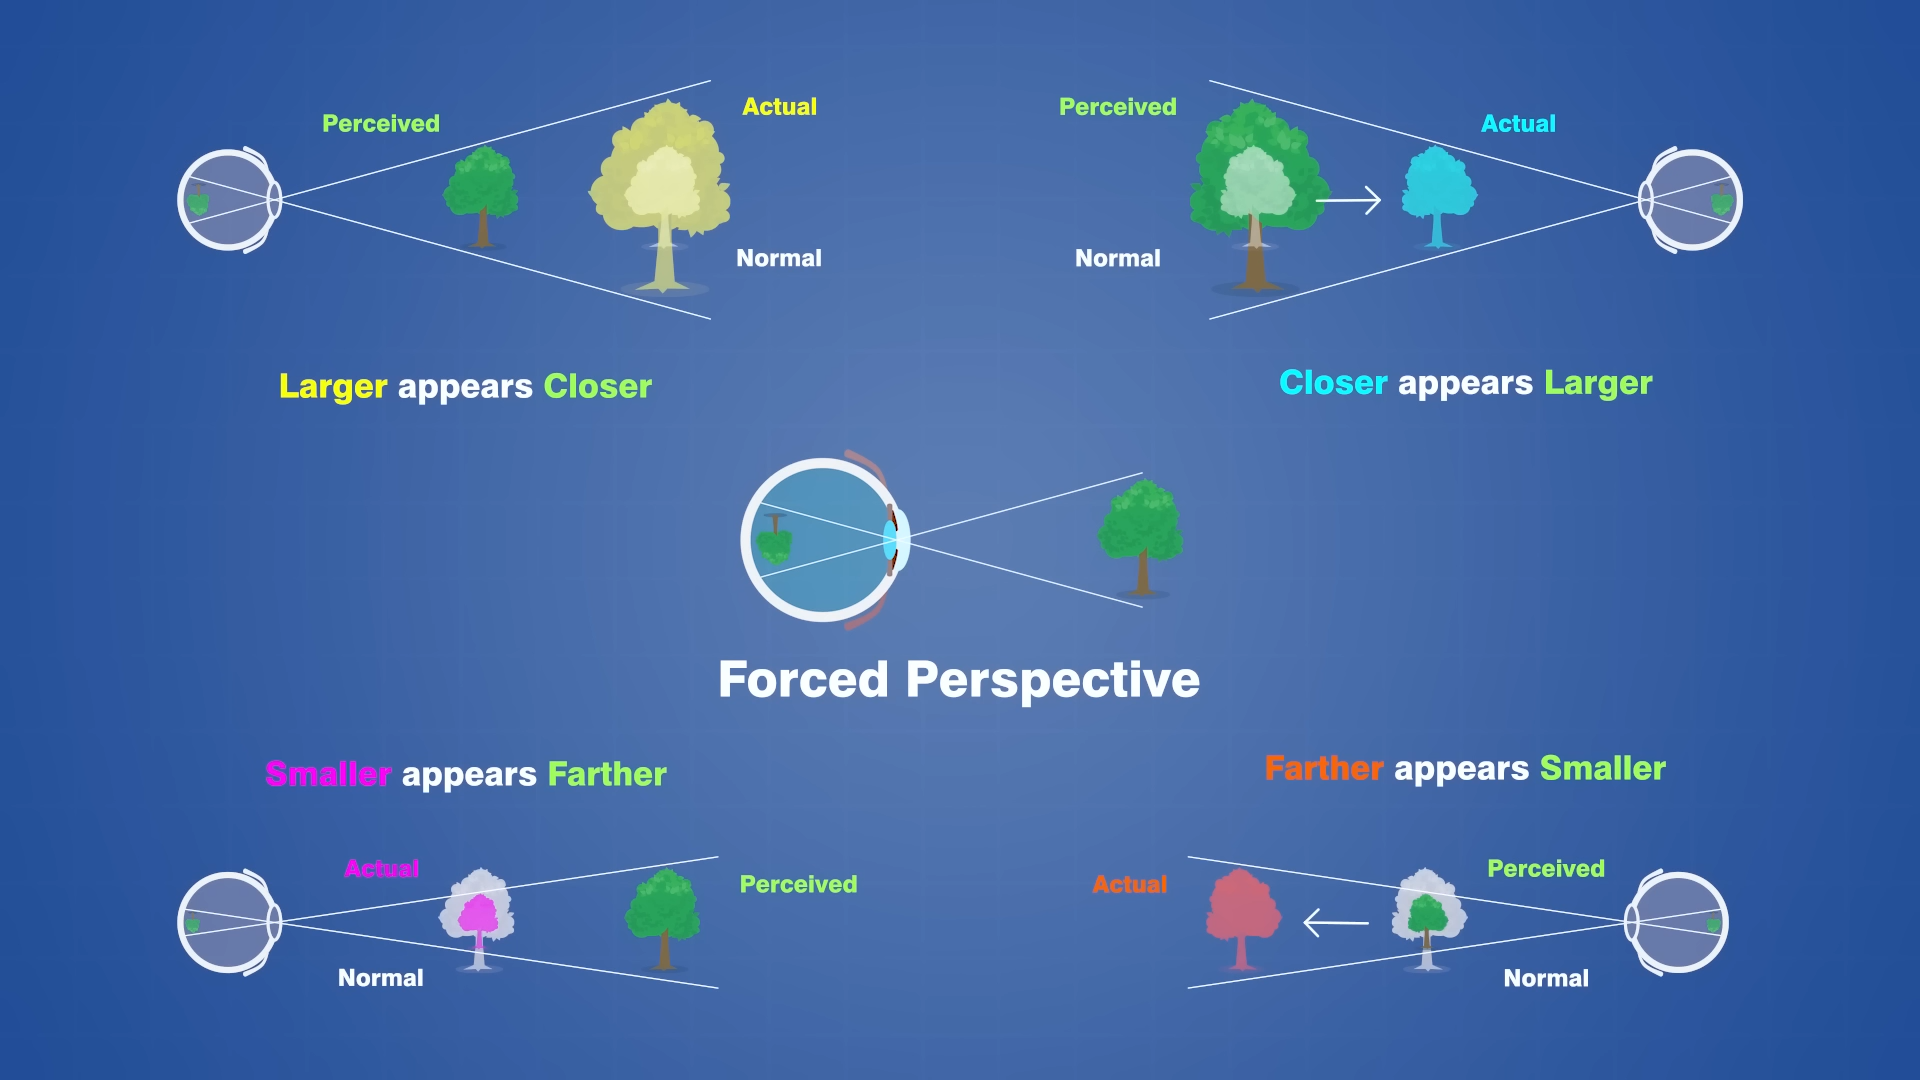 Perceived
Actual
Normal
Larger appears Closer
Perceived
Actual
Normal
Closer appears Larger
Forced Perspective
Smaller appears Farther
Actual
Perceived
Normal
Farther appears Smaller
Actual
Perceived
Normal